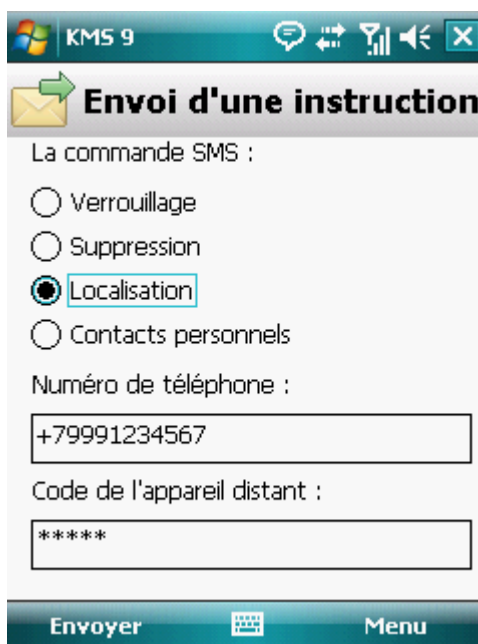 KMS 9
Envoi d'une instruction
La commande SMS :
Verrouillage
Suppression
Localisation
Contacts personnels
Numéro de téléphone :
+79991234567
Code de l'appareil distant :
*****
Envoyer Menu